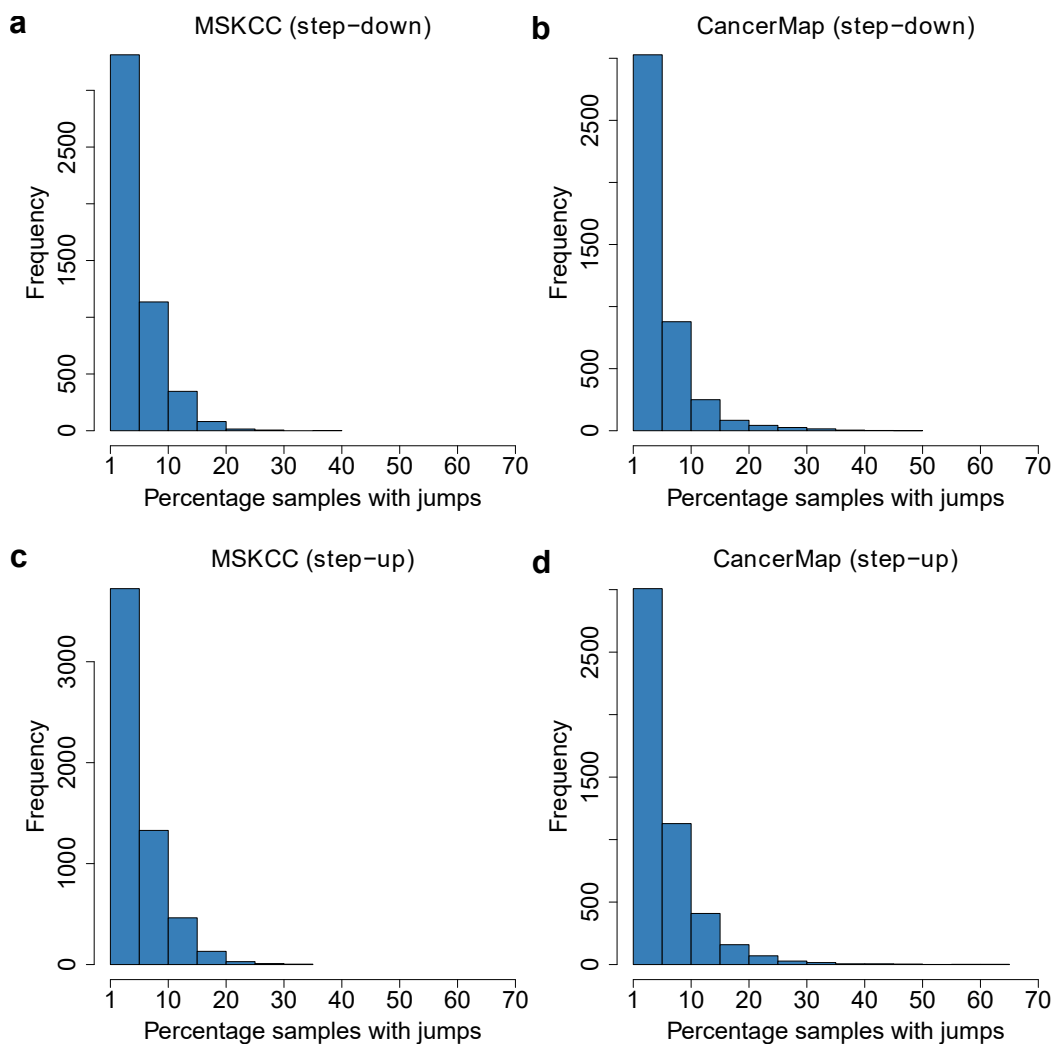 a
MSKCC (step−down)
Frequency
2500
1500
500
0
1 10 20 30 40 50 60 70
Percentage samples with jumps
b
CancerMap (step−down)
Frequency
2500
1500
500
0
1 10 20 30 40 50 60 70
Percentage samples with jumps
c
MSKCC (step−up)
Frequency
3000
2000
1000
0
1 10 20 30 40 50 60 70
Percentage samples with jumps
d
CancerMap (step−up)
Frequency
2500
1500
500
0
1 10 20 30 40 50 60 70
Percentage samples with jumps